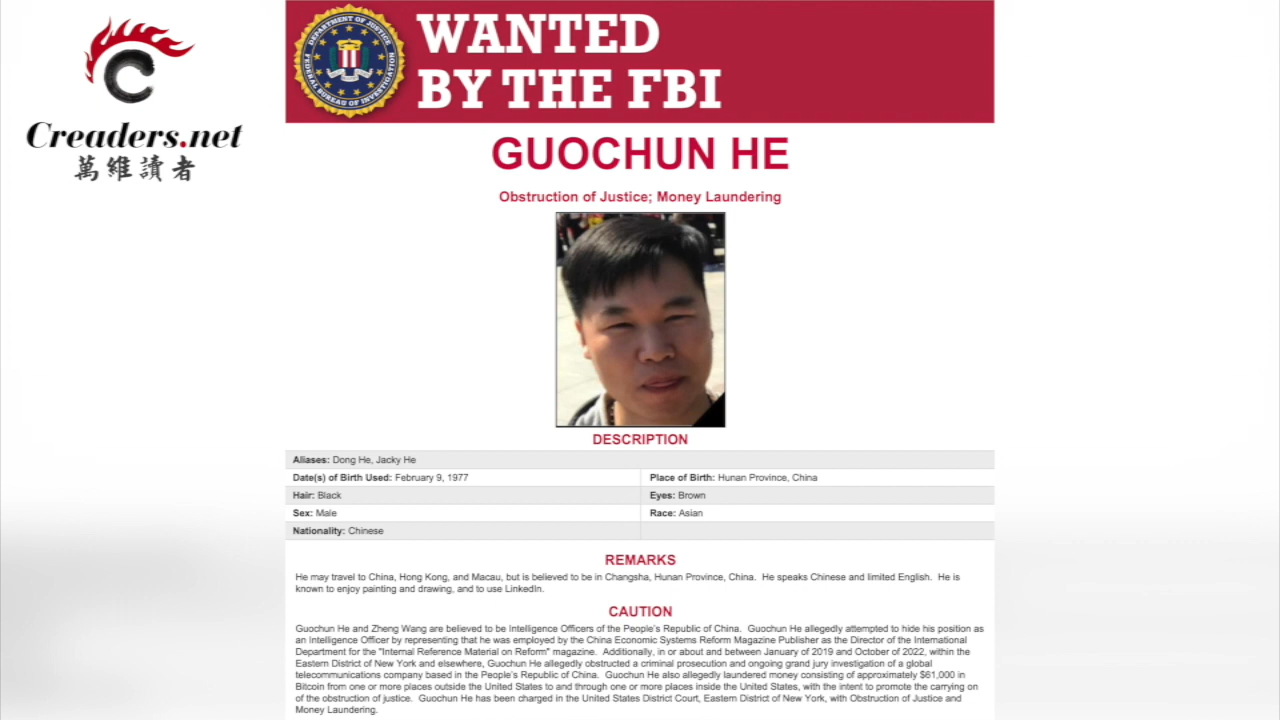 WANTED
BY THE FBI
DEPARTMENT OF JUSTICE
FEDERAL BUREAU OF INVESTIGATION
C
Creaders.net
萬維讀者
GUOCHUN HE
Obstruction of Justice; Money Laundering
DESCRIPTION
Aliases: Dong He, Jacky He
Date(s) of Birth Used: February 9, 1977
Place of Birth: Hunan Province, China
Hair: Black
Eyes: Brown
Sex: Male
Race: Asian
Nationality: Chinese
REMARKS
He may travel to China, Hong Kong, and Macau, but is believed to be in Changsha, Hunan Province, China. He speaks Chinese and limited English. He is
known to enjoy painting and drawing, and to use LinkedIn.
CAUTION
Guochun He and Zheng Wang are believed to be Intelligence Officers of the People's Republic of China. Guochun He allegedly attempted to hide his position as
an Intelligence Officer by representing that he was employed by the China Economic Systems Reform Magazine Publisher as the Director of the International
Department for the "Internal Reference Material on Reform" magazine. Additionally, in or about and between January of 2019 and October of 2022, within the
Eastern District of New York and elsewhere, Guochun He allegedly obstructed a criminal prosecution and ongoing grand jury investigation of a global
telecommunications company based in the People's Republic of China. Guochun He also allegedly laundered money consisting of approximately $61,000 in
Bitcoin from one or more places outside the United States to and through one or more places inside the United States, with the intent to promote the carrying on
of the obstruction of justice. Guochun He has been charged in the United States District Court, Eastern District of New York, with Obstruction of Justice and
Money Laundering.